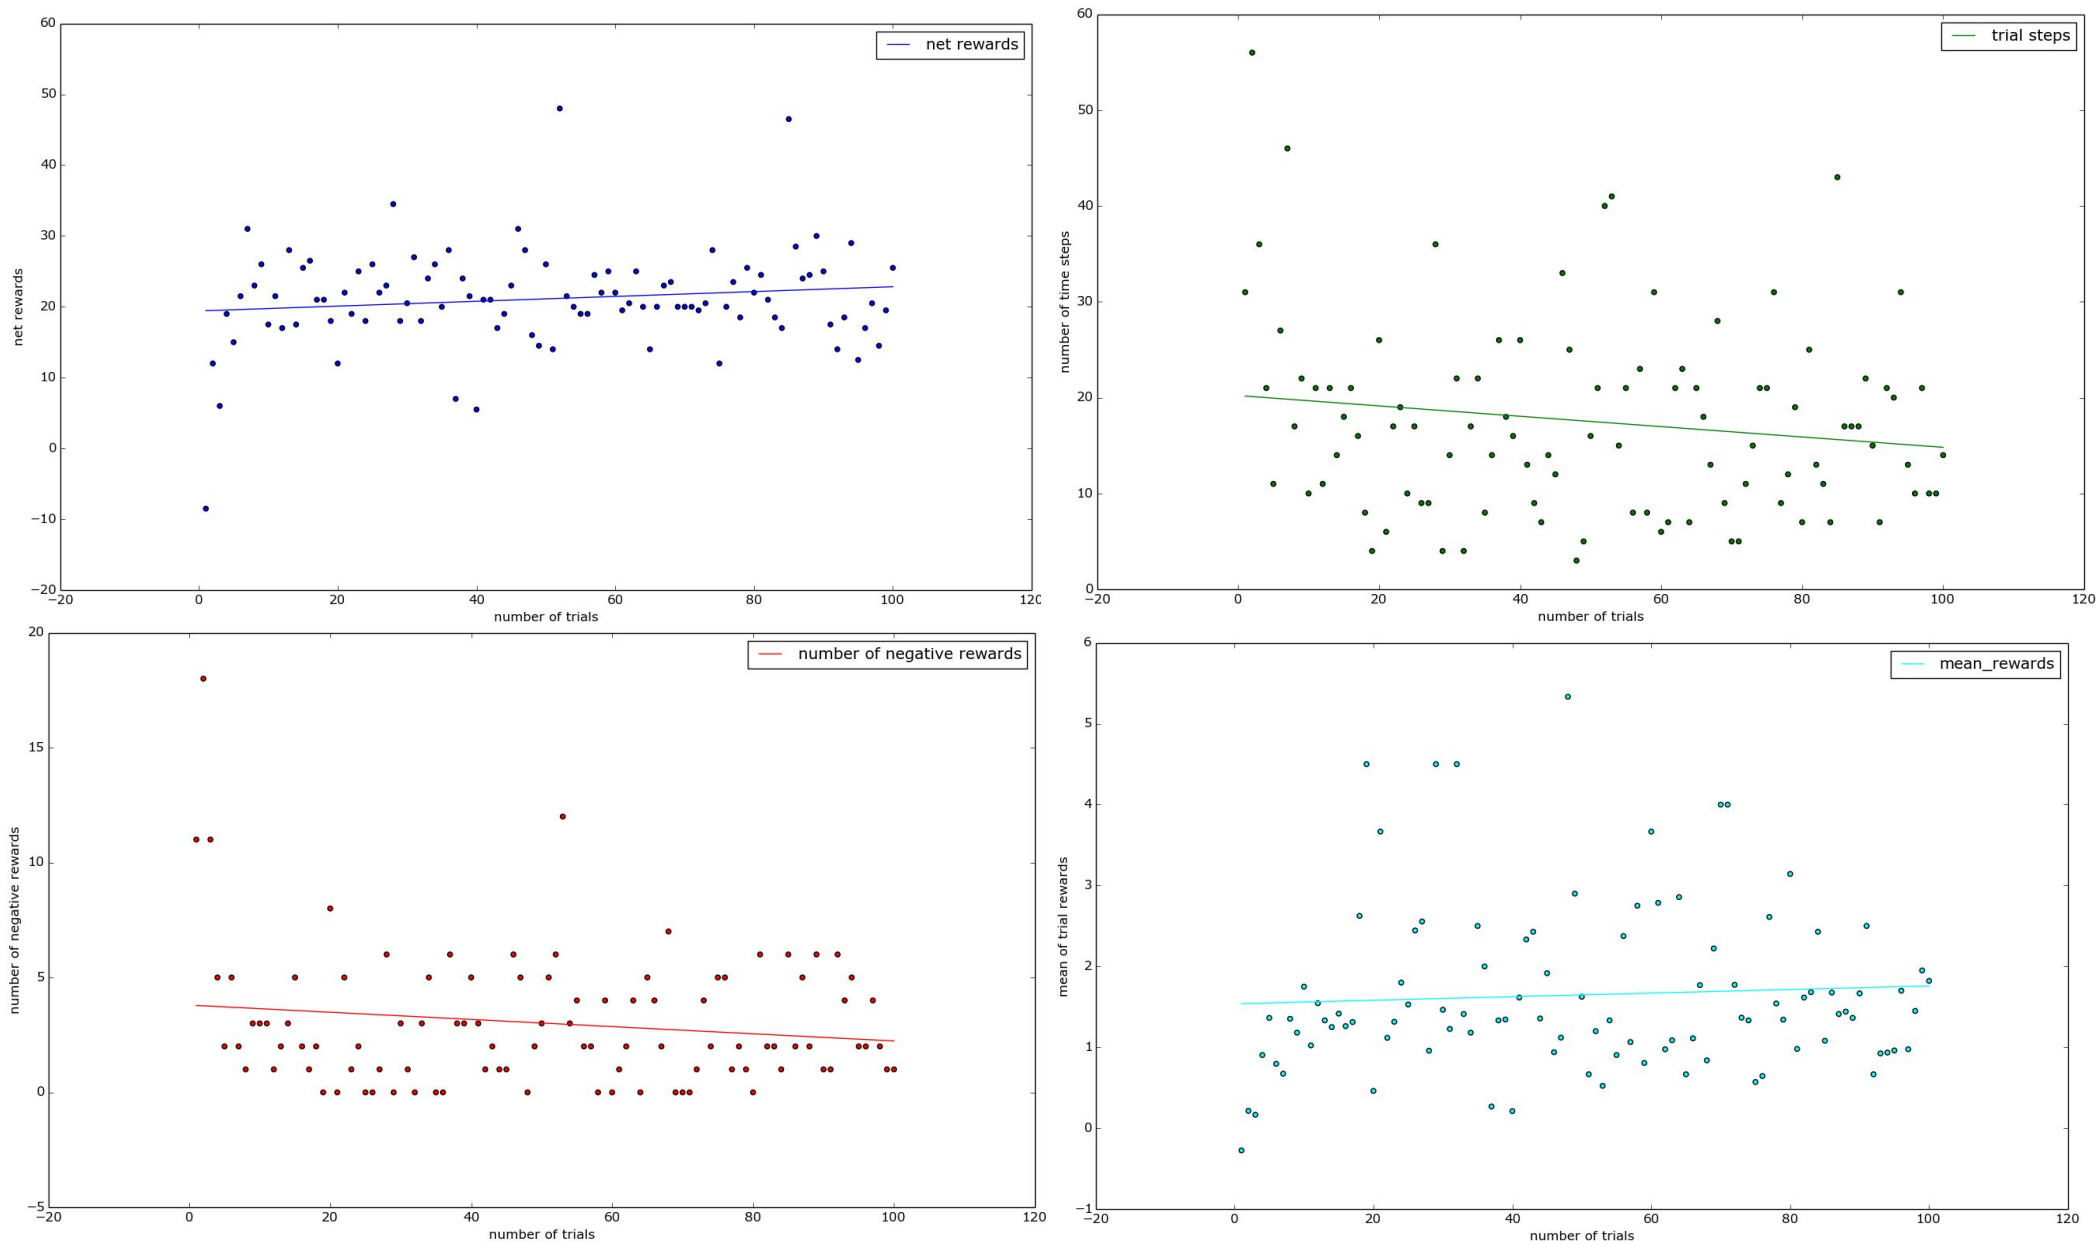 60
50
40
30
20
10
0
−10
−20
net rewards
net rewards
−20 0 20 40 60 80 100 120
number of trials
60
50
40
30
20
10
0
number of time steps
trial steps
−20 0 20 40 60 80 100 120
number of trials
20
15
10
5
0
−5
number of negative rewards
number of negative rewards
−20 0 20 40 60 80 100 120
number of trials
6
5
4
3
2
1
0
−1
mean of trial rewards
mean_rewards
−20 0 20 40 60 80 100 120
number of trials